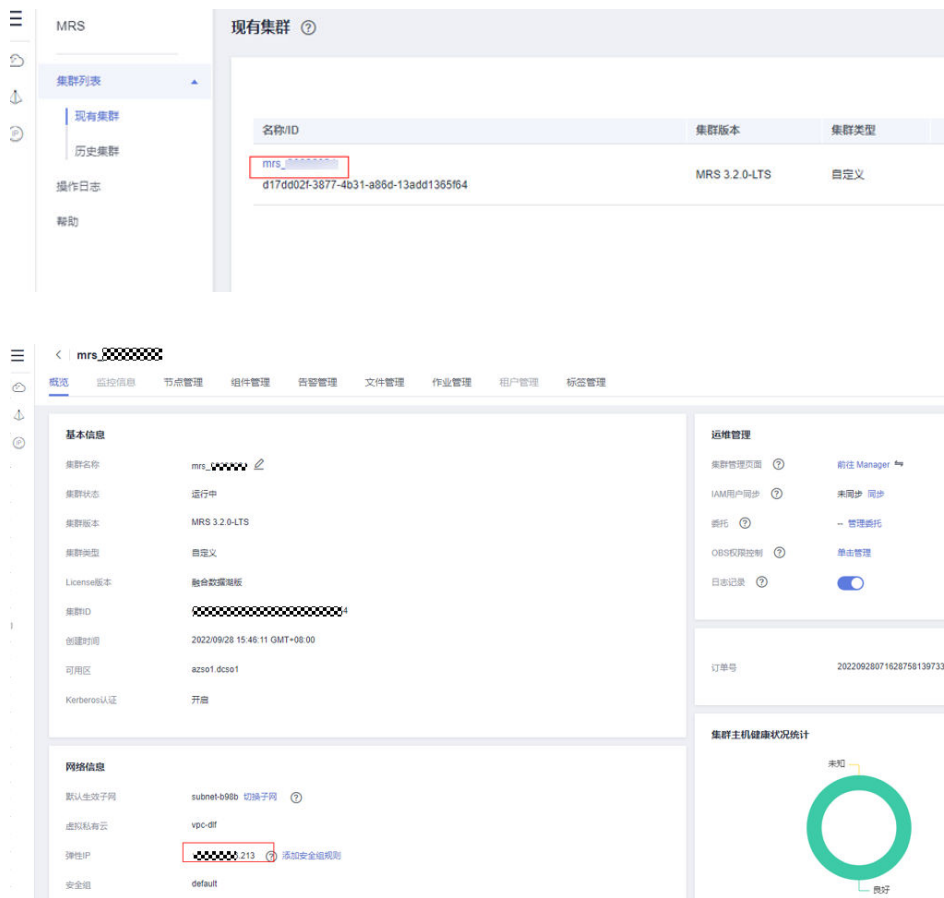 MRS
现有集群 ?
集群列表
现有集群
历史集群
操作日志
帮助
名称/ID 集群版本 集群类型
mrs_
d17dd02f-3877-4b31-a86d-13add1365f64
MRS 3.2.0-LTS 自定义
mrs_
概览 监控信息 节点管理 组件管理 告警管理 文件管理 作业管理 租户管理 标签管理
基本信息
集群名称 mrs_
集群状态 运行中
集群版本 MRS 3.2.0-LTS
集群类型 自定义
License版本 融合数据湖版
集群ID 4
创建时间 2022/09/28 15:46:11 GMT+08:00
可用区 azso1.dcso1
Kerberos认证 开启
网络信息
默认生效子网 subnet-b98b 切换子网 ?
虚拟私有云 vpc-dlf
弹性IP .213 ? 添加安全组规则
安全组 default
运维管理
集群管理页面 ? 前往 Manager
IAM用户同步 ? 未同步 同步
委托 ? -- 管理委托
OBS权限控制 ? 单击管理
日志记录 ?
订单号 20220928071628758139733
集群主机健康状况统计
未知
良好